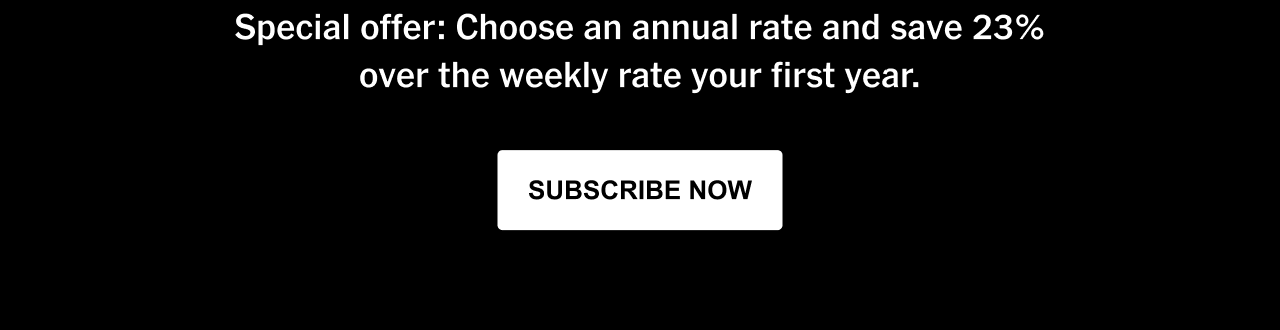 Special offer: Choose an annual rate and save 23%
over the weekly rate your first year.
SUBSCRIBE NOW